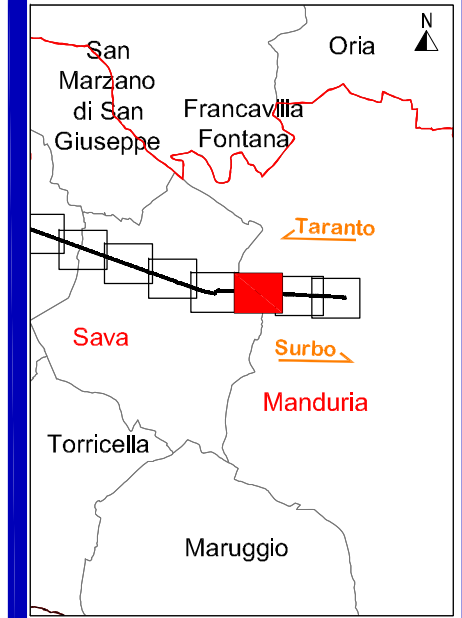 San
Marzano
di San
Giuseppe
Oria
N
Francavilla
Fontana
Taranto
Sava
Surbo
Manduria
Torricella
Maruggio